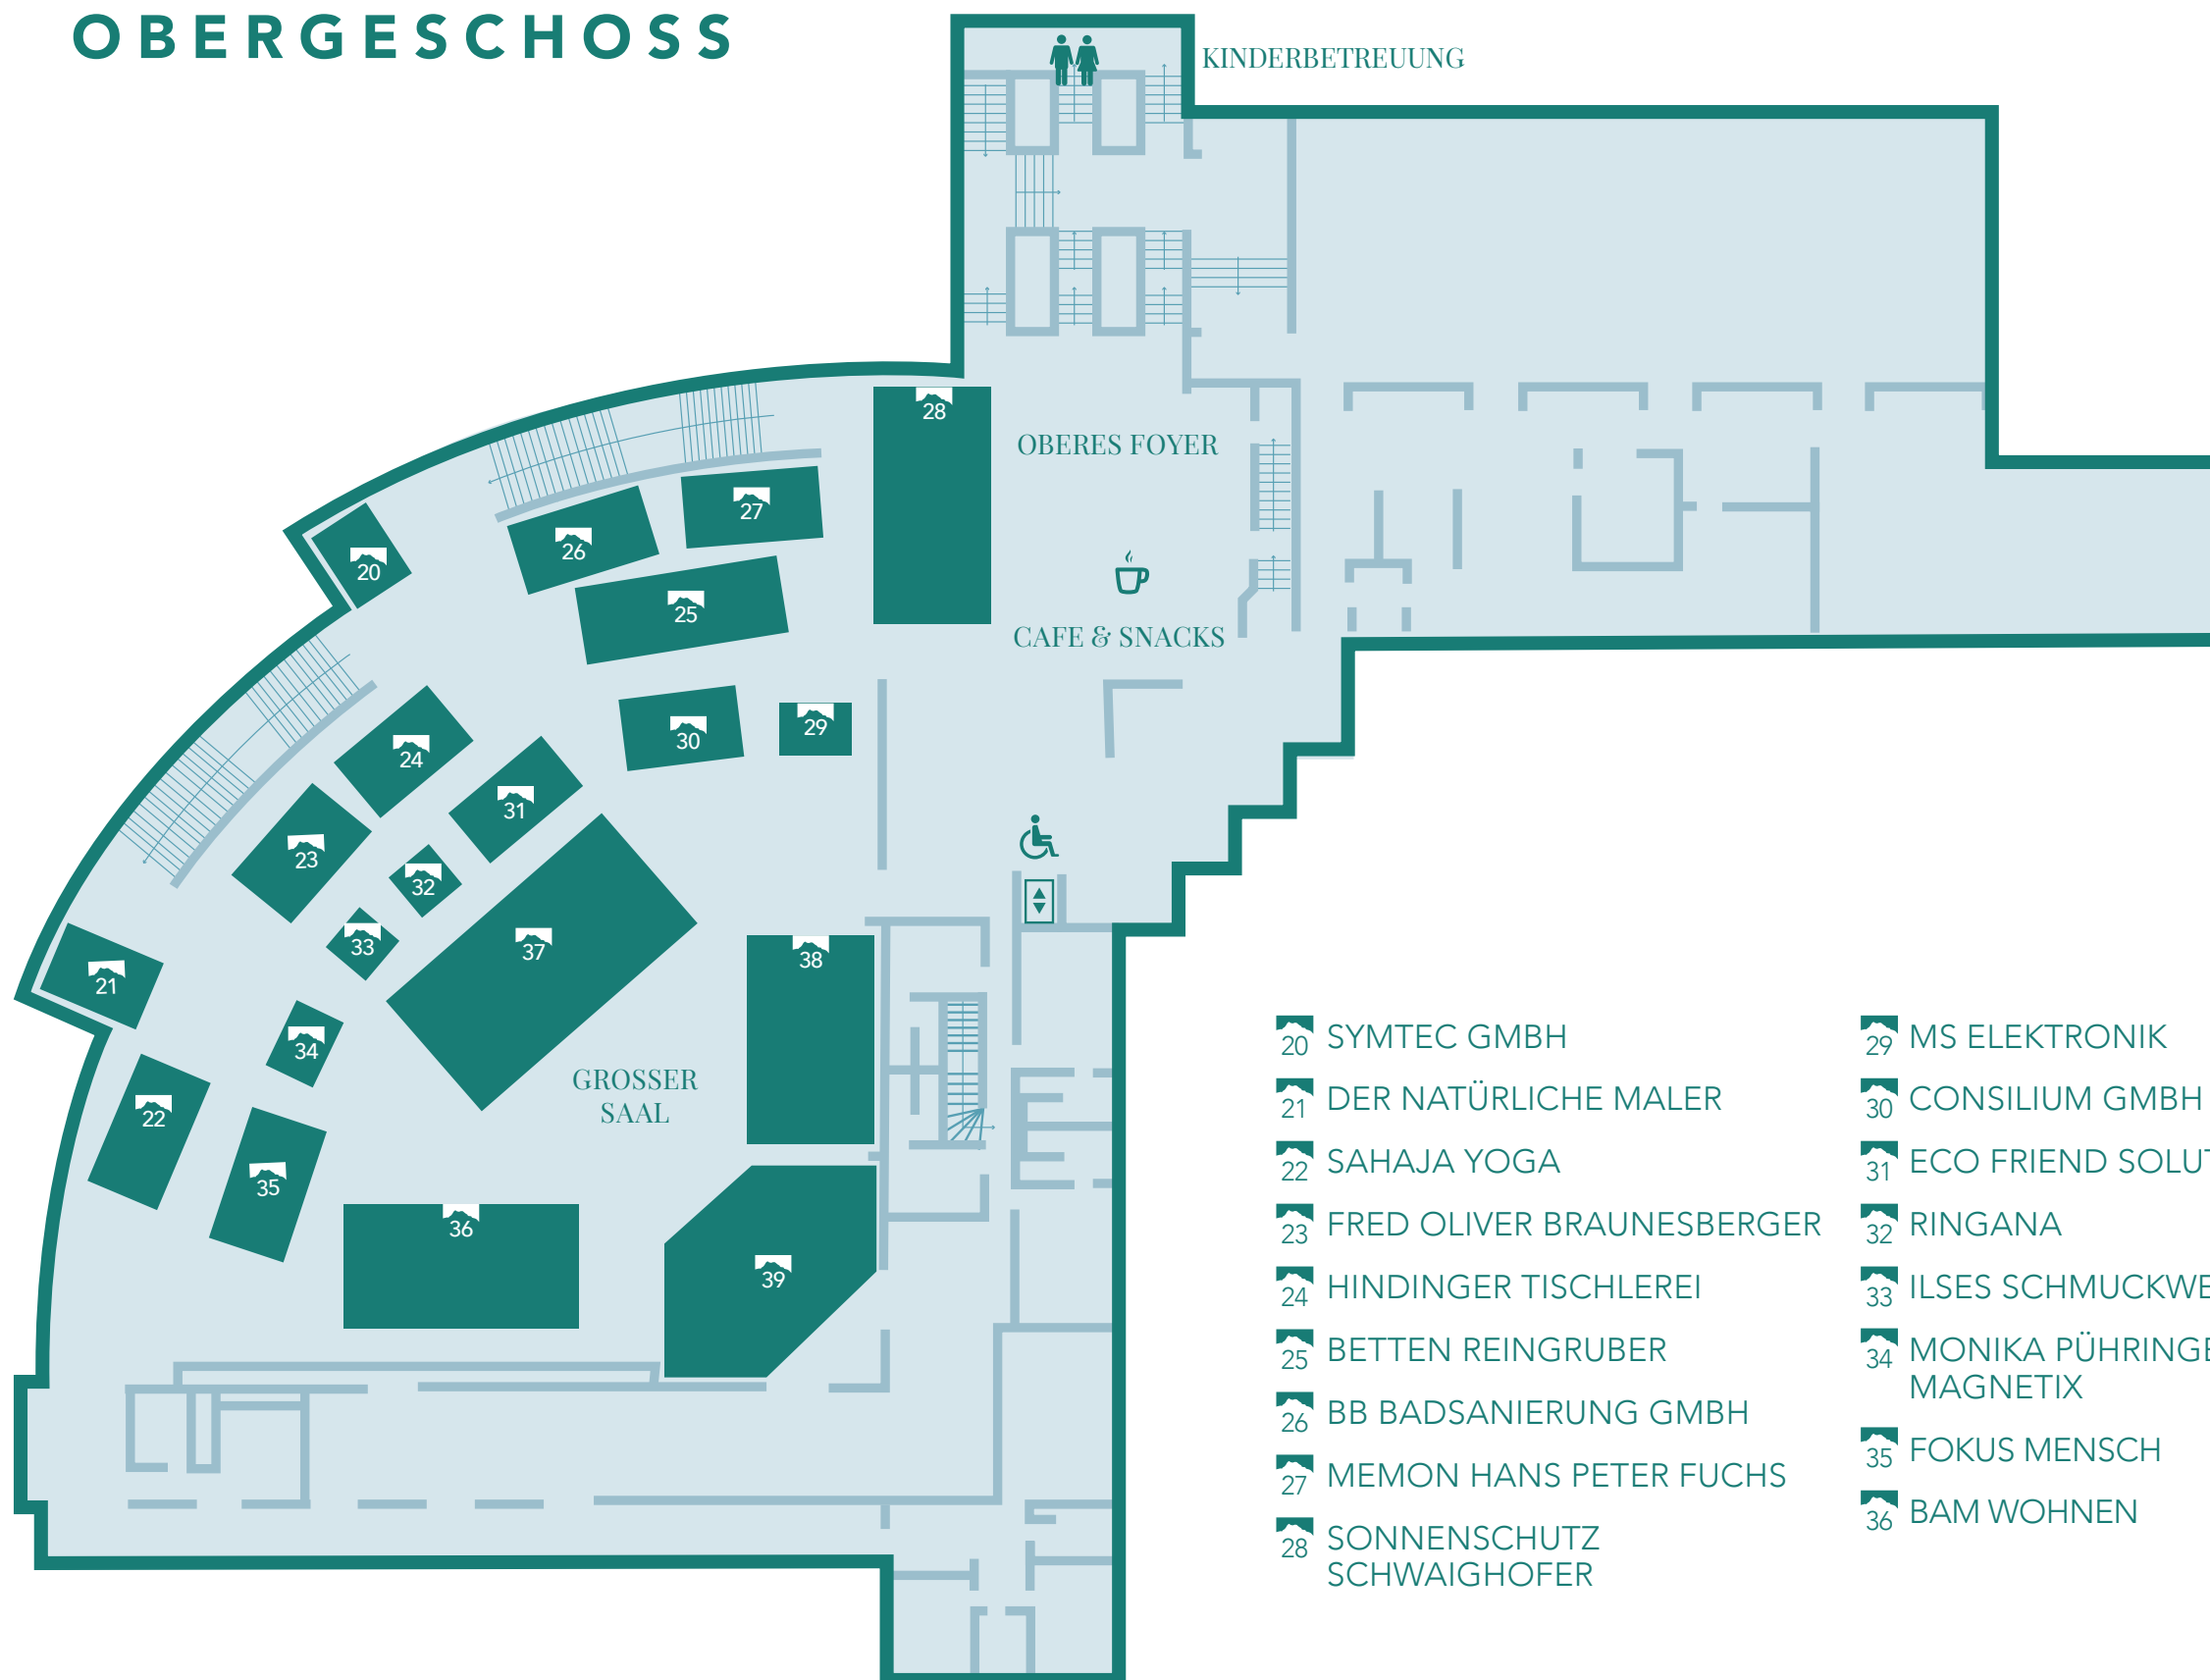 OBERGESCHOSS
KINDERBETREUUNG
28
OBERES FOYER
27
26
20
25
CAFE & SNACKS
29
30
24
31
23
32
33
37
38
21
34
GROSSER
SAAL
22
35
36
39
20 SYMTEC GMBH
21 DER NATÜRLICHE MALER
22 SAHAJA YOGA
23 FRED OLIVER BRAUNESBERGER
24 HINDINGER TISCHLEREI
25 BETTEN REINGRUBER
26 BB BADSANIERUNG GMBH
27 MEMON HANS PETER FUCHS
28 SONNENSCHUTZ
SCHWAIGHOFER
29 MS ELEKTRONIK
30 CONSILIUM GMBH
31 ECO FRIEND
32 RINGANA
33 ILSES
34 MONIKA
MAGNETIX
35 FOKUS MENSCH
36 BAM WOHNEN